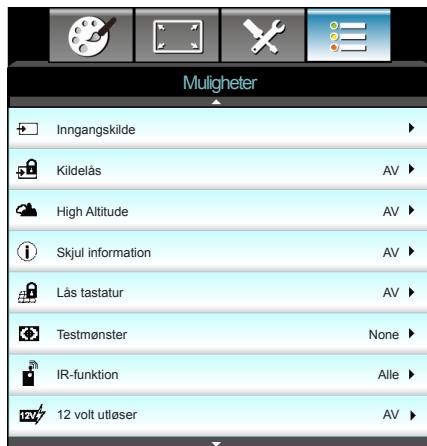 Muligheter
Inngangskilde
Kildelås AV
High Altitude AV
Skjul information AV
Lås tastatur AV
Testmønster None
IR-funktion Alle
12V 12 volt utløser AV